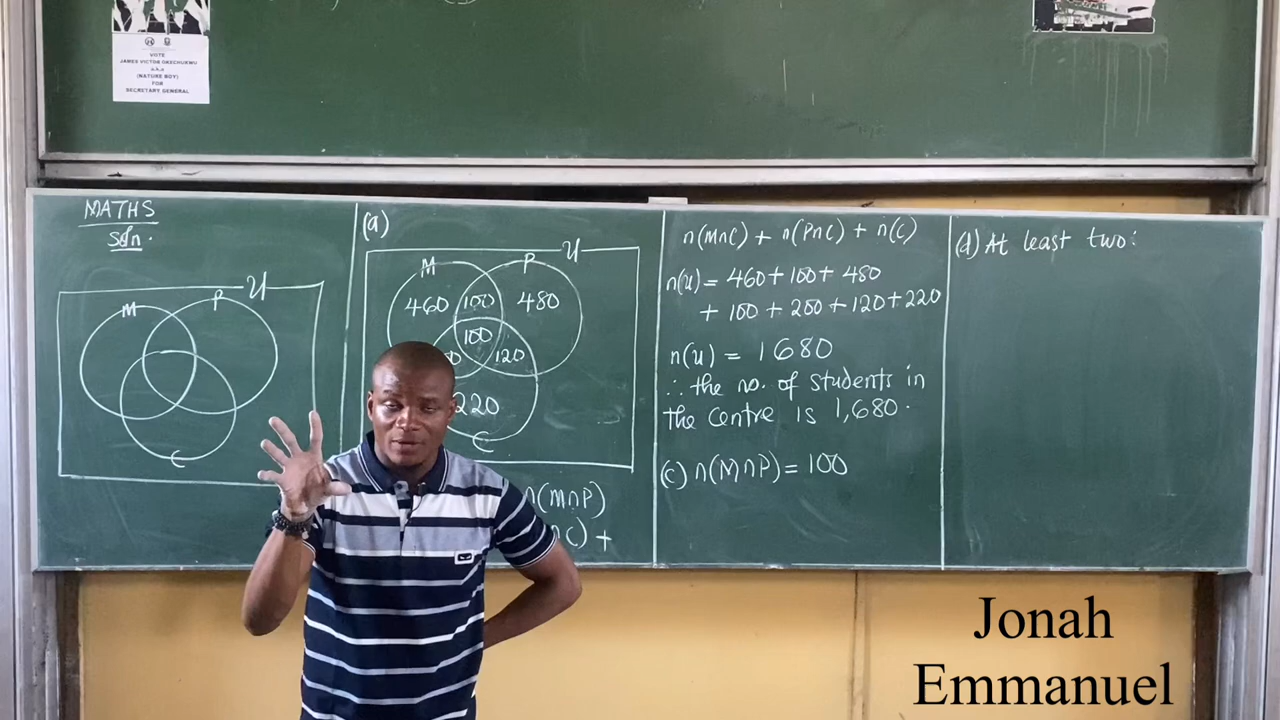 VOTE
JAMES VICTOR OKECHUKWU
a.k.a
(NATURE BOY)
FOR
SECRETARY GENERAL
MATHS
Soln.
M P U
C
(a)
M P U
460 100 480
100
120
220
C
n(M∩P)
∩C) +
n(M∩C) + n(P∩C) + n(C)
n(U) = 460 + 100 + 480
+ 100 + 200 + 120 + 220
n(U) = 1680
∴ the no. of students in
the Centre is 1,680.
(c) n(M∩P) = 100
(d) At least two:
Jonah
Emmanuel